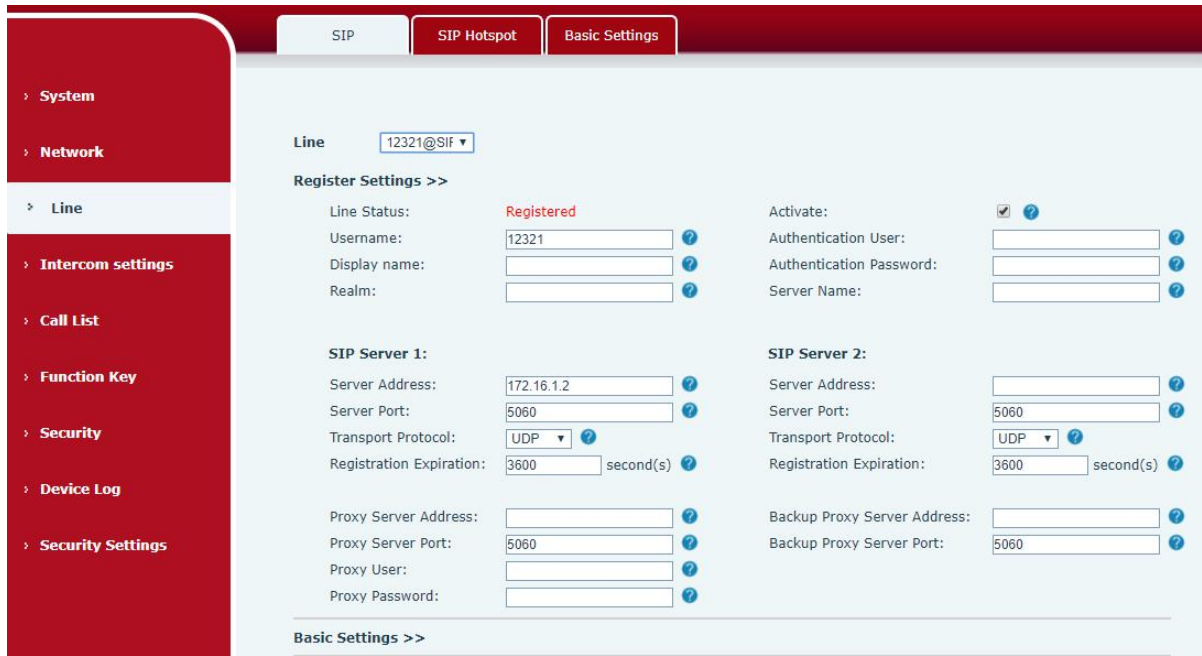 SIP SIP Hotspot Basic Settings
System
Network
Line
Intercom settings
Call List
Function Key
Security
Device Log
Security Settings
Line 12321@SIF
Register Settings >>
Line Status: Registered Activate:
Username: 12321 Authentication User:
Display name: Authentication Password:
Realm: Server Name:
SIP Server 1: SIP Server 2:
Server Address: 172.16.1.2 Server Address:
Server Port: 5060 Server Port: 5060
Transport Protocol: UDP Transport Protocol: UDP
Registration Expiration: 3600 second(s) Registration Expiration: 3600 second(s)
Proxy Server Address: Backup Proxy Server Address:
Proxy Server Port: 5060 Backup Proxy Server Port: 5060
Proxy User:
Proxy Password:
Basic Settings >>